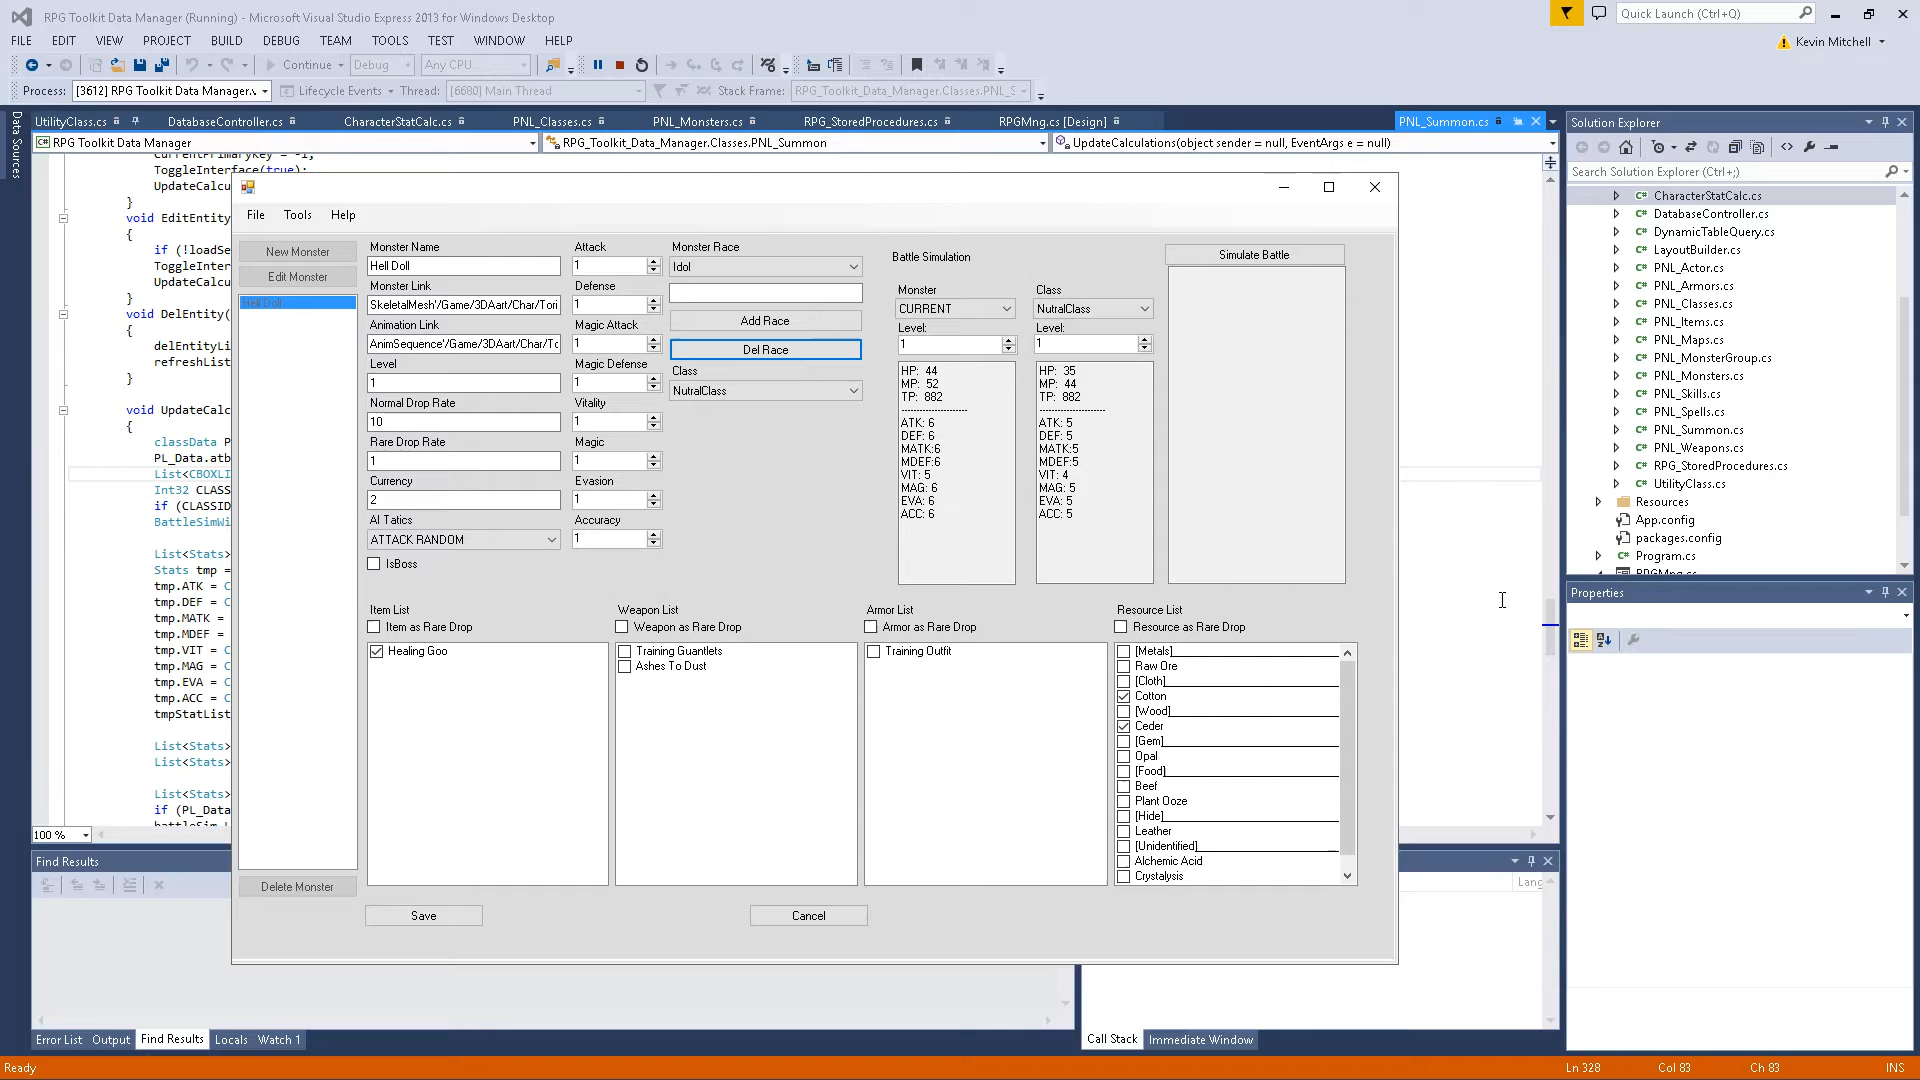 RPG Toolkit Data Manager (Running) - Microsoft Visual Studio Express 2013 for Windows Desktop
Quick Launch (Ctrl+Q)
FILE EDIT VIEW PROJECT BUILD DEBUG TEAM TOOLS TEST WINDOW HELP
Kevin Mitchell
Continue Debug Any CPU
Process: [3612] RPG Toolkit Data Manager.v Lifecycle Events Thread: [6680] Main Thread Stack Frame: RPG_Toolkit_Data_Manager.Classes.PNL_S
Data Sources
UtilityClass.cs DatabaseController.cs CharacterStatCalc.cs PNL_Classes.cs PNL_Monsters.cs RPG_StoredProcedures.cs RPGMng.cs [Design] PNL_Summon.cs
RPG Toolkit Data Manager RPG_Toolkit_Data_Manager.Classes.PNL_Summon UpdateCalculations(object sender = null, EventArgs e = null)
CurrentPrimaryKey = -1;
ToggleInterface(true);
UpdateCalcu
}
void EditEntity
{
if (!loadSe
ToggleInter
UpdateCalcu
}
void DelEntity(
{
delEntityLi
refreshList
}
void UpdateCalc
{
classData P
PL_Data.atb
List<CBOXLI
Int32 CLASS
if (CLASSID
BattleSimWi
List<Stats>
Stats tmp =
tmp.ATK = C
tmp.DEF = C
tmp.MATK =
tmp.MDEF =
tmp.VIT = C
tmp.MAG = C
tmp.EVA = C
tmp.ACC = C
tmpStatList
List<Stats>
List<Stats>
List<Stats>
if (PL_Data
100 %
File Tools Help
New Monster
Edit Monster
Hell Doll
Delete Monster
Monster Name
Hell Doll
Monster Link
SkeletalMesh'/Game/3DAart/Char/Tori
Animation Link
AnimSequence'/Game/3DAart/Char/Tc
Level
1
Normal Drop Rate
10
Rare Drop Rate
1
Currency
2
AI Tatics
ATTACK RANDOM
IsBoss
Attack
1
Defense
1
Magic Attack
1
Magic Defense
1
Vitality
1
Magic
1
Evasion
1
Accuracy
1
Monster Race
Idol
Add Race
Del Race
Class
NutralClass
Battle Simulation
Simulate Battle
Monster
CURRENT
Level:
1
HP: 44
MP: 52
TP: 882
--------------------
ATK: 6
DEF: 6
MATK:6
MDEF:6
VIT: 5
MAG: 6
EVA: 6
ACC: 6
Class
NutralClass
Level:
1
HP: 35
MP: 44
TP: 882
--------------------
ATK: 5
DEF: 5
MATK:5
MDEF:5
VIT: 4
MAG: 5
EVA: 5
ACC: 5
Item List
Item as Rare Drop
Healing Goo
Weapon List
Weapon as Rare Drop
Training Guantlets
Ashes To Dust
Armor List
Armor as Rare Drop
Training Outfit
Resource List
Resource as Rare Drop
[Metals]
Raw Ore
[Cloth]
Cotton
[Wood]
Ceder
[Gem]
Opal
[Food]
Beef
Plant Ooze
[Hide]
Leather
[Unidentified]
Alchemic Acid
Crystalysis
Save Cancel
Solution Explorer
Search Solution Explorer (Ctrl+;)
CharacterStatCalc.cs
DatabaseController.cs
DynamicTableQuery.cs
LayoutBuilder.cs
PNL_Actor.cs
PNL_Armors.cs
PNL_Classes.cs
PNL_Items.cs
PNL_Maps.cs
PNL_MonsterGroup.cs
PNL_Monsters.cs
PNL_Skills.cs
PNL_Spells.cs
PNL_Summon.cs
PNL_Weapons.cs
RPG_StoredProcedures.cs
UtilityClass.cs
Resources
App.config
packages.config
Program.cs
RPGMng.cs
Properties
Find Results
Lang
Error List Output Find Results Locals Watch 1
Call Stack Immediate Window
Ready Ln 328 Col 83 Ch 83 INS